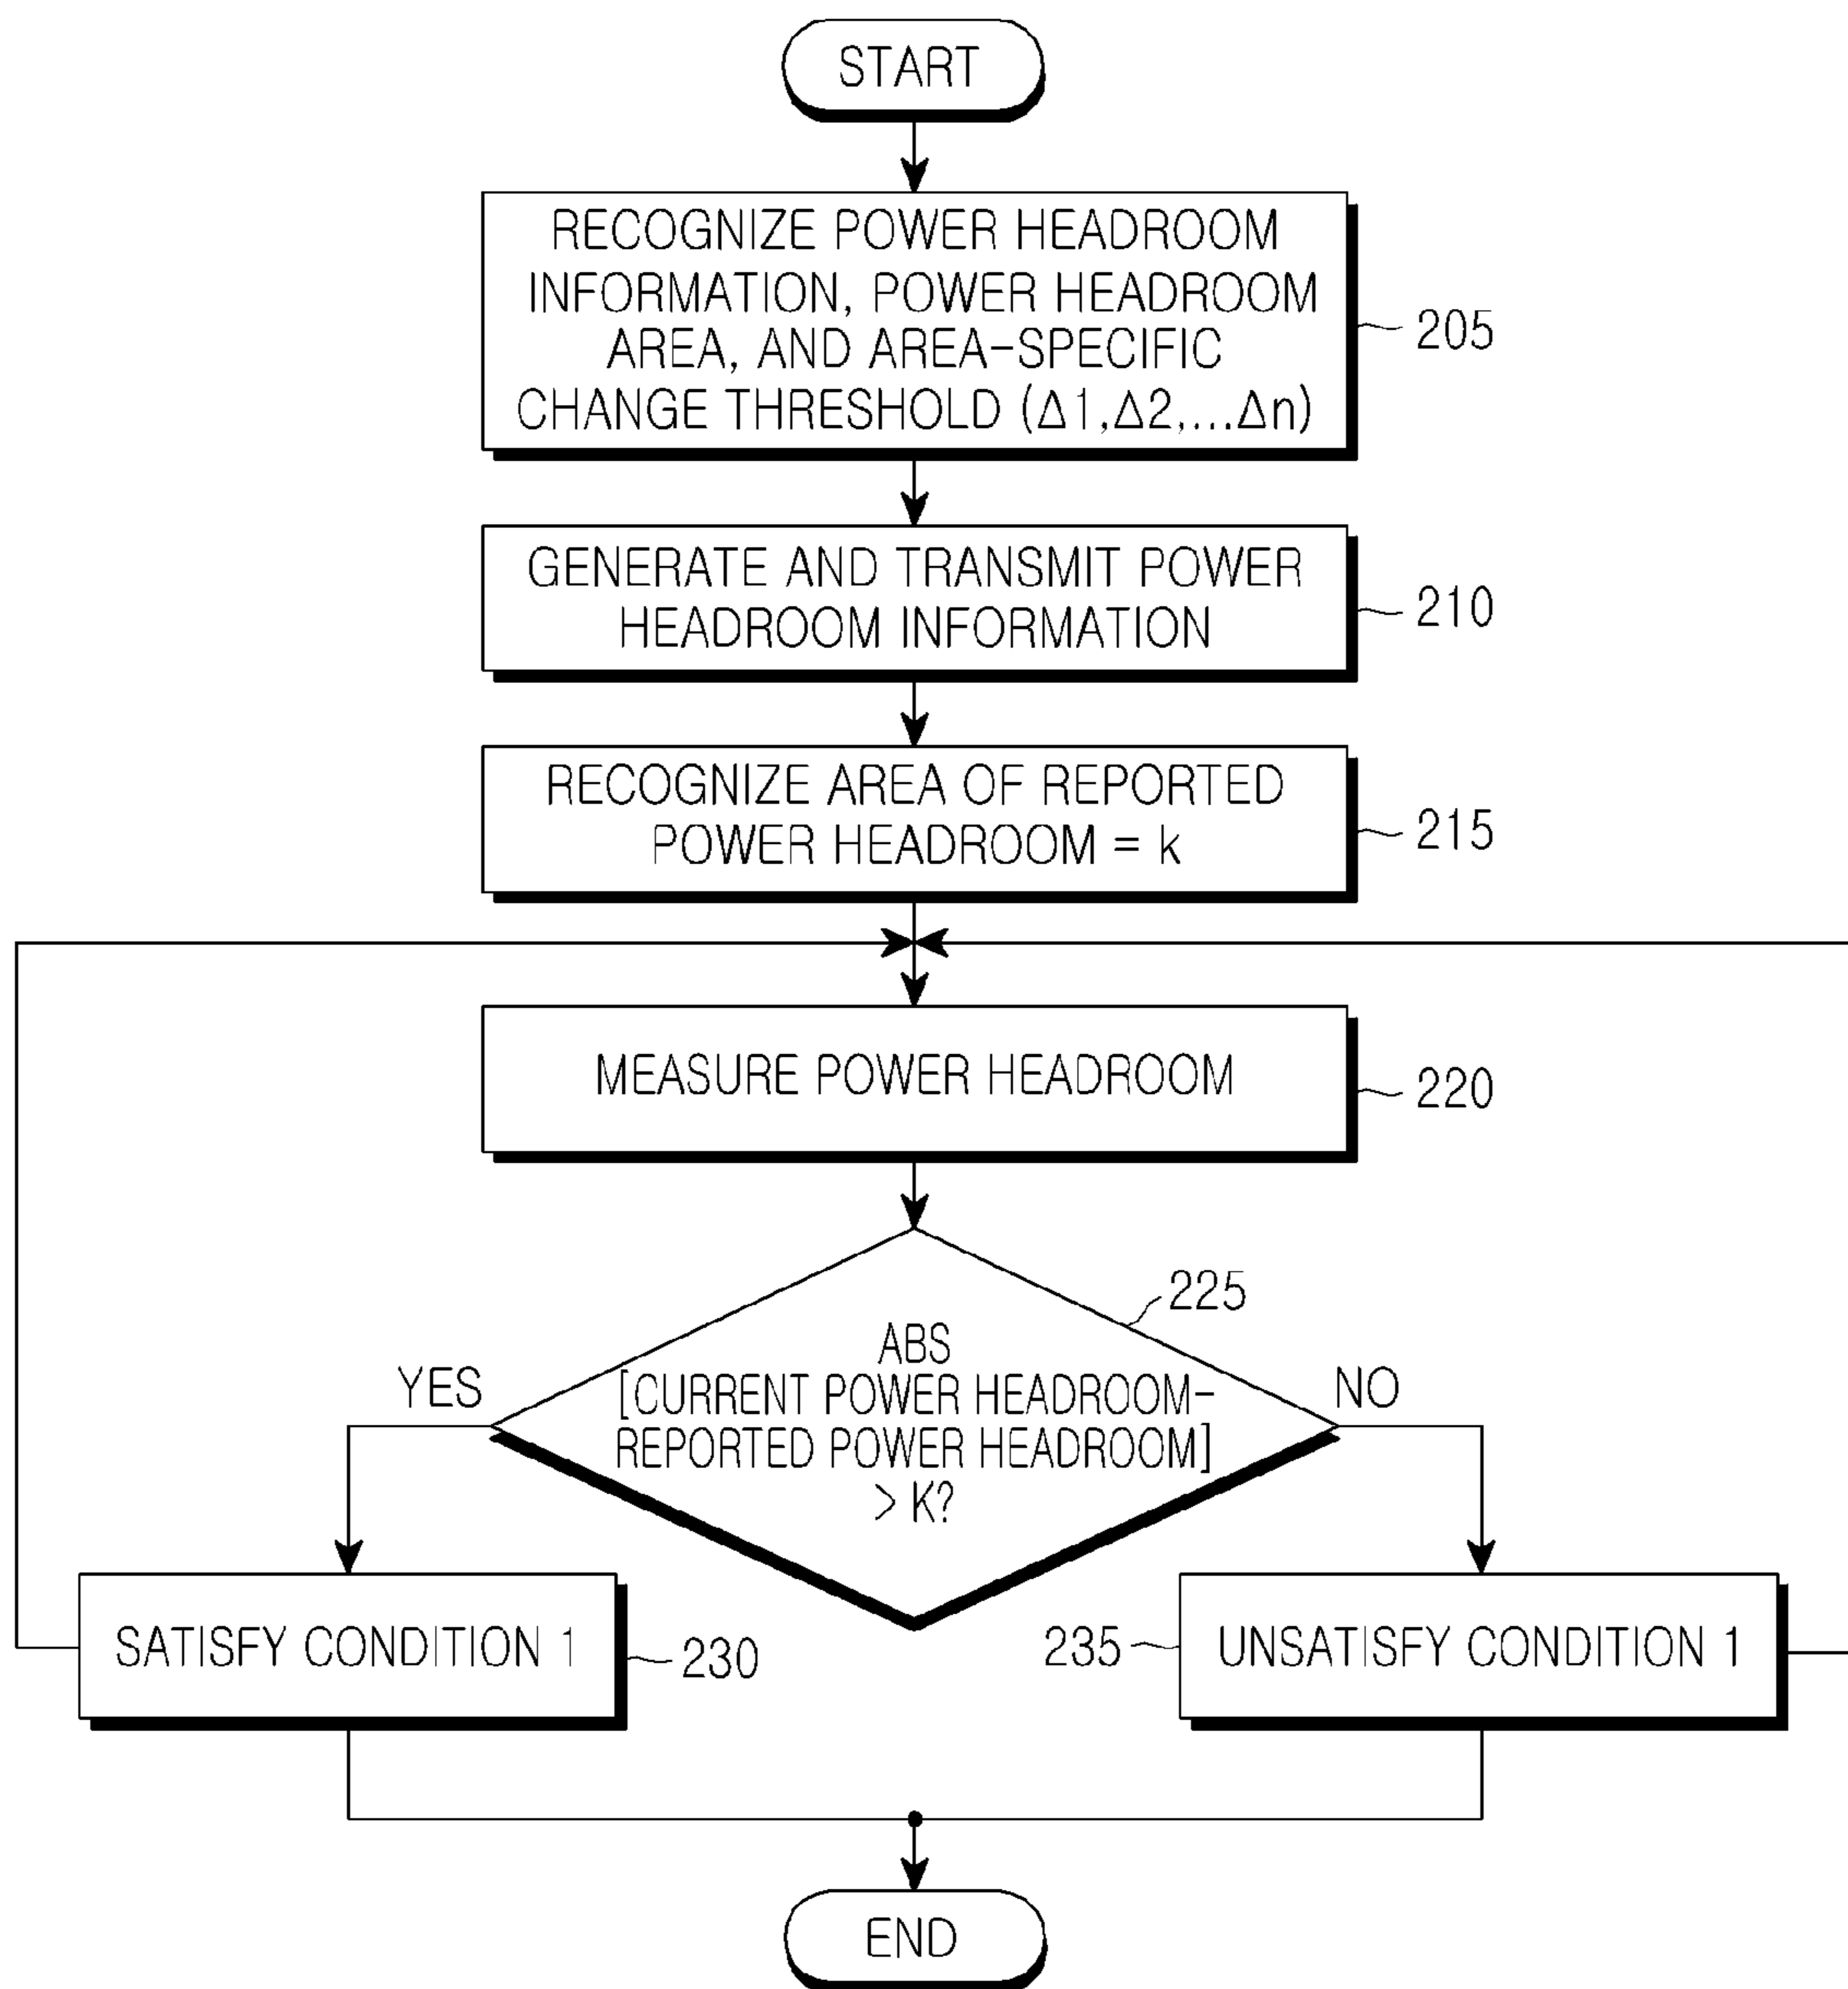 START
RECOGNIZE POWER HEADROOM
INFORMATION, POWER HEADROOM
AREA, AND AREA-SPECIFIC
CHANGE THRESHOLD (Δ1,Δ2,...Δn)
205
GENERATE AND TRANSMIT POWER
HEADROOM INFORMATION
210
RECOGNIZE AREA OF REPORTED
POWER HEADROOM = k
215
MEASURE POWER HEADROOM
220
225
ABS
[CURRENT POWER HEADROOM-
REPORTED POWER HEADROOM]
> K?
YES
NO
SATISFY CONDITION 1
230
235
UNSATISFY CONDITION 1
END